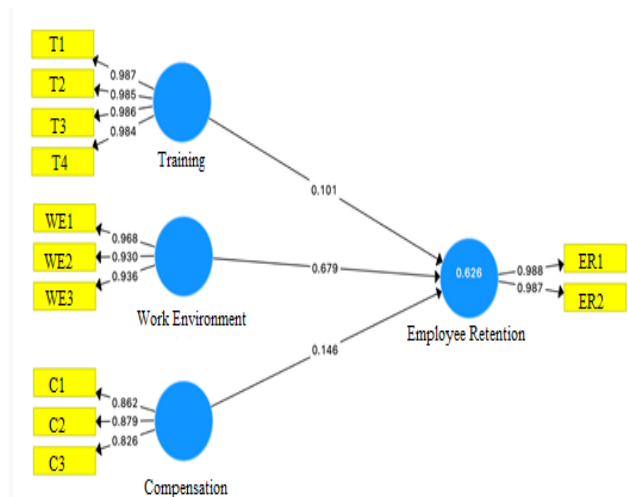 T1
0.987
T2
0.985
T3
0.986
T4
0.984
Training
0.101
WE1
0.968
WE2
0.930
WE3
0.936
Work Environment
0.679
0.626
Employee Retention
0.988
ER1
0.987
ER2
0.146
C1
0.862
C2
0.879
C3
0.826
Compensation